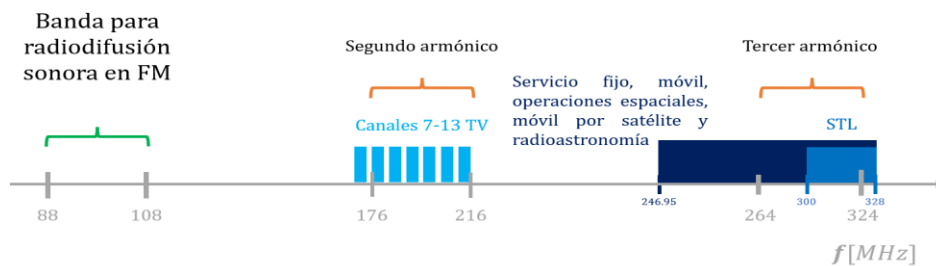 Banda para
radiodifusión
sonora en FM
Segundo armónico
Tercer armónico
Servicio fijo, móvil,
operaciones espaciales,
móvil por satélite y
radioastronomía
Canales 7-13 TV
STL
88
108
176
216
246.95
264
300
324
328
f[MHz]